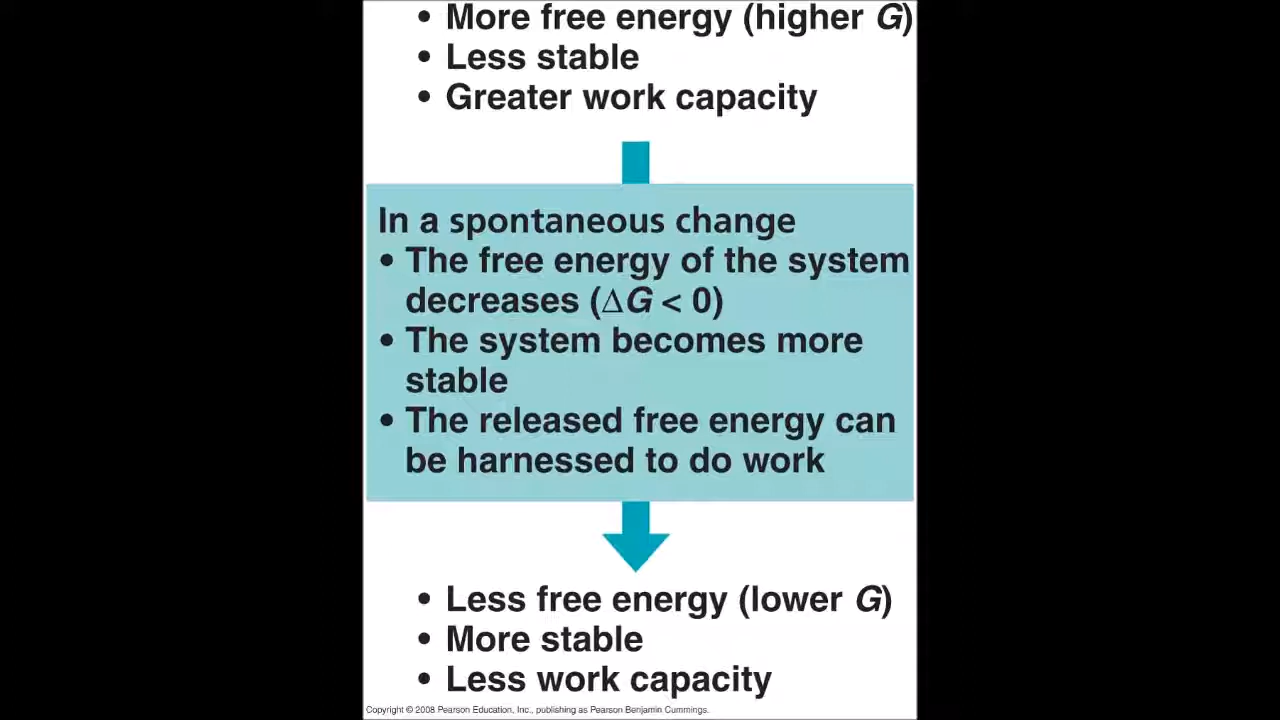 • More free energy (higher G)
• Less stable
• Greater work capacity
In a spontaneous change
• The free energy of the system
decreases (∆G < 0)
• The system becomes more
stable
• The released free energy can
be harnessed to do work
• Less free energy (lower G)
• More stable
• Less work capacity
Copyright © 2008 Pearson Education, Inc., publishing as Pearson Benjamin Cummings.